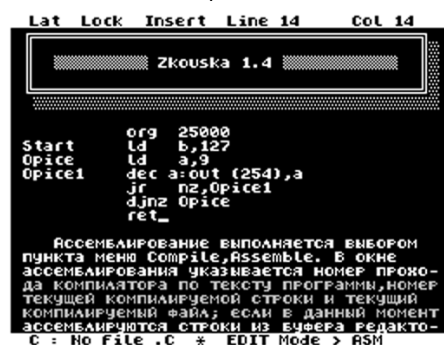 Lat Lock Insert Line 14 Col 14
Zkouska 1.4
org 25000
Start ld b,127
Opice ld a,9
Opice1 dec a:out (254),a
jr nz,Opice1
djnz Opice
ret_
Ассемблирование выполняется выбором
пункта меню Compile,Assemble. В окне
ассемблирования указывается номер прохо-
да компилятора по тексту программы,номер
текущей компилируемой строки и текущий
компилируемый файл; если в данный момент
ассемблируются строки из буфера редакто-
C : No File .C * EDIT Mode > ASM